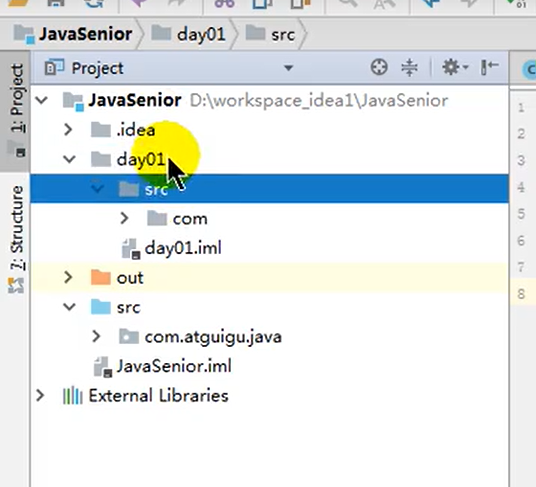 JavaSenior day01 src
1: Project
Project
JavaSenior D:\workspace_idea1\JavaSenior
.idea
day01
src
com
day01.iml
out
src
com.atguigu.java
JavaSenior.iml
External Libraries
7: Structure
1
2
3
4
5
6
7
8